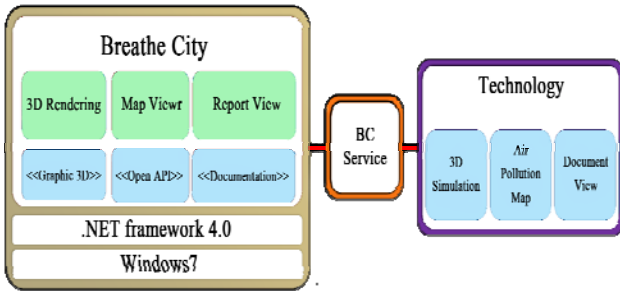 Breathe City
3D Rendering
Map Viewr
Report View
<<Graphic 3D>>
<<Open API>>
<<Documentation>>
.NET framework 4.0
Windows7
BC
Service
Technology
3D
Simulation
Air
Pollution
Map
Document
View